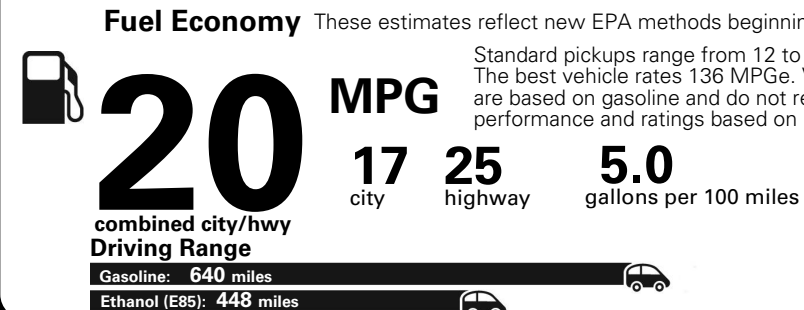 Fuel Economy These estimates reflect new EPA methods beginnin
Standard pickups range from 12 to
The best vehicle rates 136 MPGe. V
are based on gasoline and do not re
performance and ratings based on
20 MPG
17 25 5.0
city highway gallons per 100 miles
combined city/hwy
Driving Range
Gasoline: 640 miles
Ethanol (E85): 448 miles